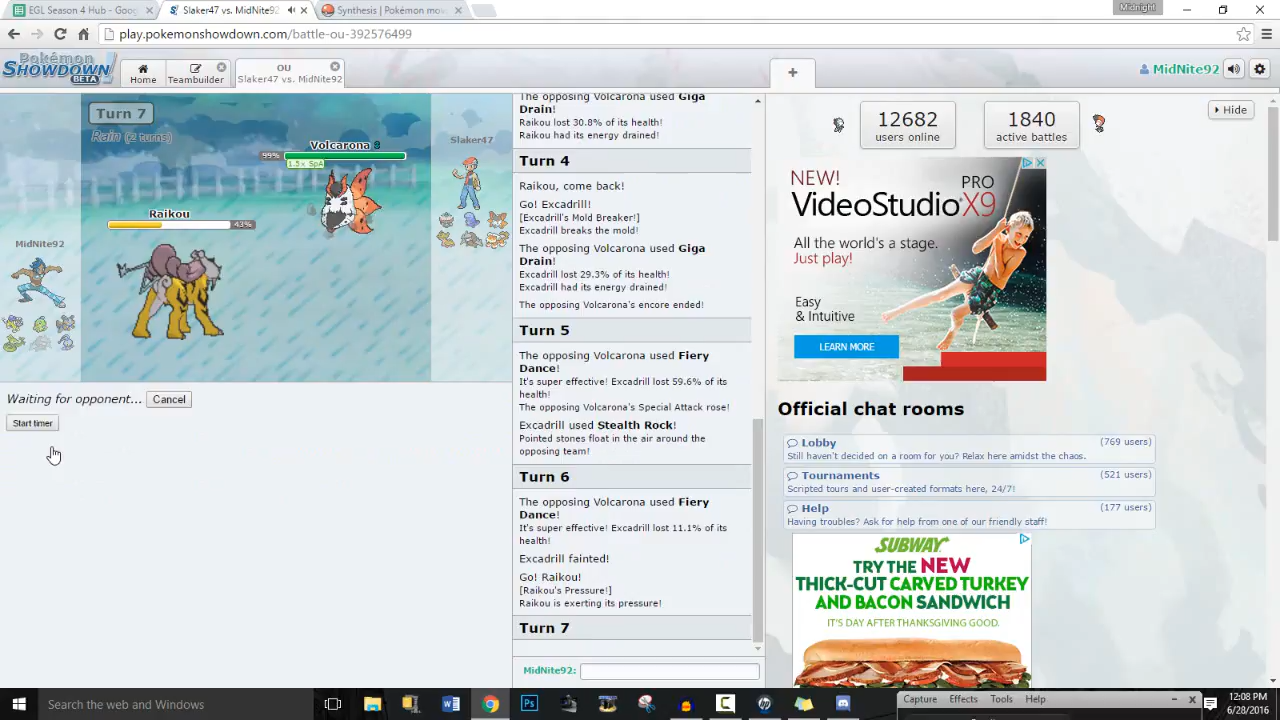 EGL Season 4 Hub - Goog
Slaker47 vs. MidNite92
Synthesis | Pokémon mov
Midnight
play.pokemonshowdown.com/battle-ou-392576499
Pokémon
SHOWDOWN
BETA
Home
Teambuilder
OU
Slaker47 vs. MidNite92
+
MidNite92
Turn 7
Rain (2 turns)
Volcarona
99%
1.5× SpA
Raikou
43%
MidNite92
Slaker47
Waiting for opponent...
Cancel
Start timer
The opposing Volcarona used Giga
Drain!
Raikou lost 30.8% of its health!
Raikou had its energy drained!
Turn 4
Raikou, come back!
Go! Excadrill!
[Excadrill's Mold Breaker!]
Excadrill breaks the mold!
The opposing Volcarona used Giga
Drain!
Excadrill lost 29.3% of its health!
Excadrill had its energy drained!
The opposing Volcarona's encore ended!
Turn 5
The opposing Volcarona used Fiery
Dance!
It's super effective! Excadrill lost 59.6% of its
health!
The opposing Volcarona's Special Attack rose!
Excadrill used Stealth Rock!
Pointed stones float in the air around the
opposing team!
Turn 6
The opposing Volcarona used Fiery
Dance!
It's super effective! Excadrill lost 11.1% of its
health!
Excadrill fainted!
Go! Raikou!
[Raikou's Pressure!]
Raikou is exerting its pressure!
Turn 7
MidNite92:
12682
users online
1840
active battles
Hide
NEW!
PRO
VideoStudio X9
All the world's a stage.
Just play!
Easy
& Intuitive
LEARN MORE
Official chat rooms
Lobby
(769 users)
Still haven't decided on a room for you? Relax here amidst the chaos.
Tournaments
(521 users)
Scripted tours and user-created formats here, 24/7!
Help
(177 users)
Having troubles? Ask for help from one of our friendly staff!
SUBWAY
TRY THE NEW
THICK-CUT CARVED TURKEY
AND BACON SANDWICH
IT'S DAY AFTER THANKSGIVING GOOD.
Search the web and Windows
Capture
Effects
Tools
Help
12:08 PM
6/28/2016